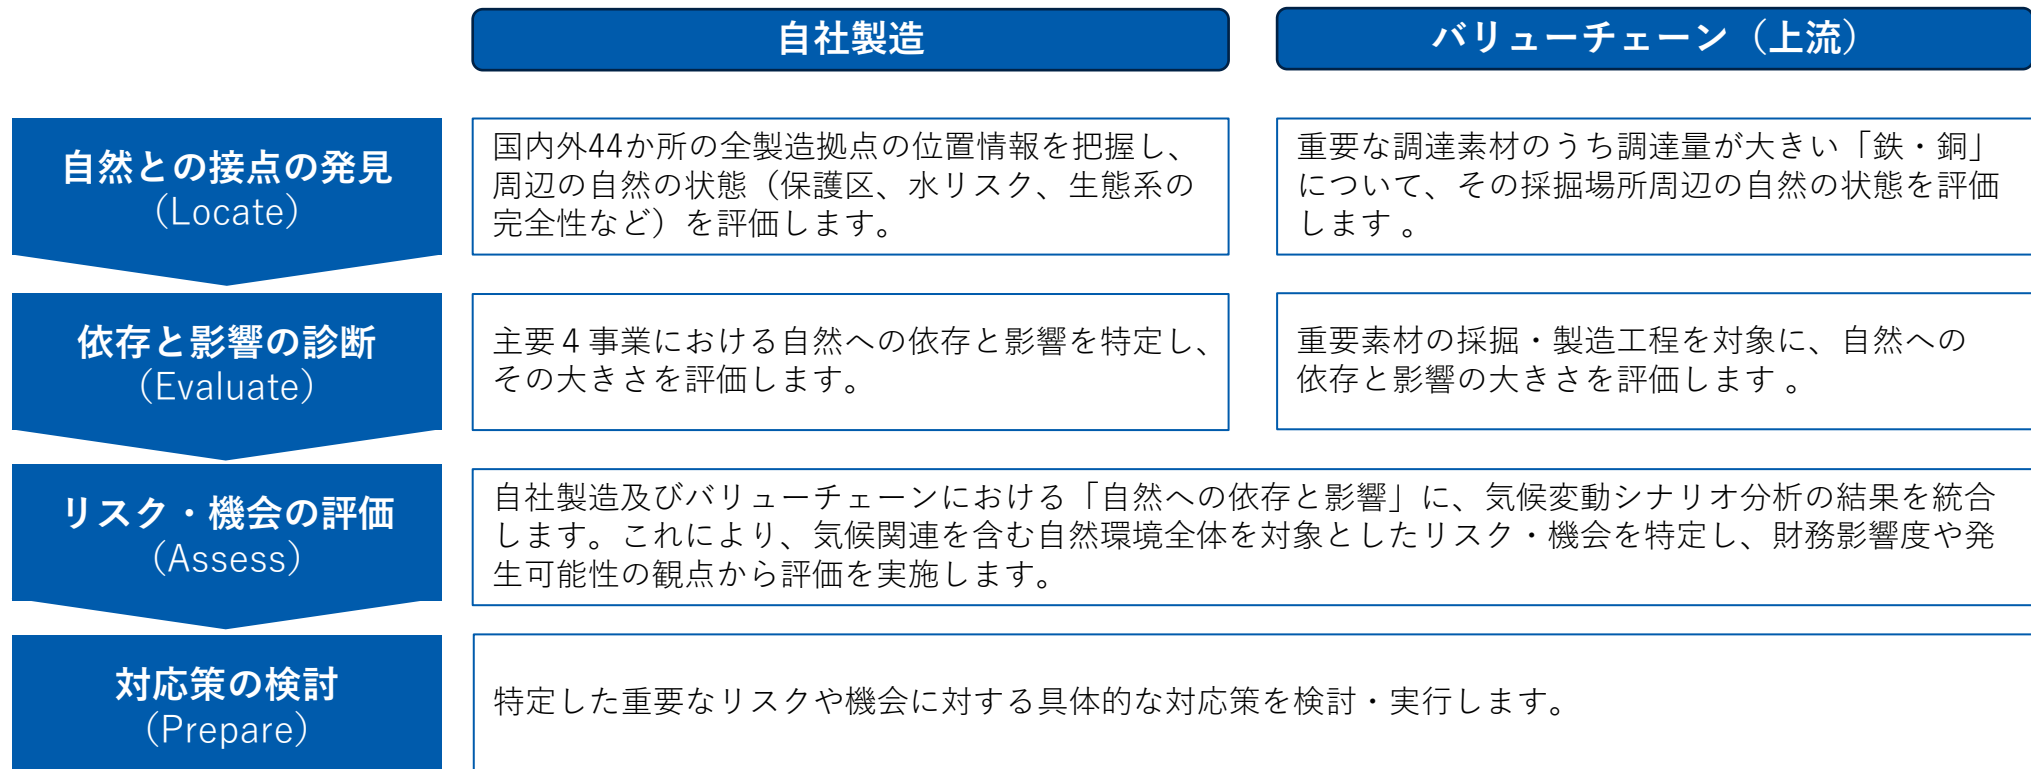 自社製造
バリューチェーン（上流）
自然との接点の発見
（Locate）
国内外44か所の全製造拠点の位置情報を把握し、
周辺の自然の状態（保護区、水リスク、生態系の
完全性など）を評価します。
重要な調達素材のうち調達量が大きい「鉄・銅」
について、その採掘場所周辺の自然の状態を評価
します 。
依存と影響の診断
（Evaluate）
主要４事業における自然への依存と影響を特定し、
その大きさを評価します。
重要素材の採掘・製造工程を対象に、自然への
依存と影響の大きさを評価します 。
リスク・機会の評価
（Assess）
自社製造及びバリューチェーンにおける「自然への依存と影響」に、気候変動シナリオ分析の結果を統合
します。これにより、気候関連を含む自然環境全体を対象としたリスク・機会を特定し、財務影響度や発
生可能性の観点から評価を実施します。
対応策の検討
（Prepare）
特定した重要なリスクや機会に対する具体的な対応策を検討・実行します。